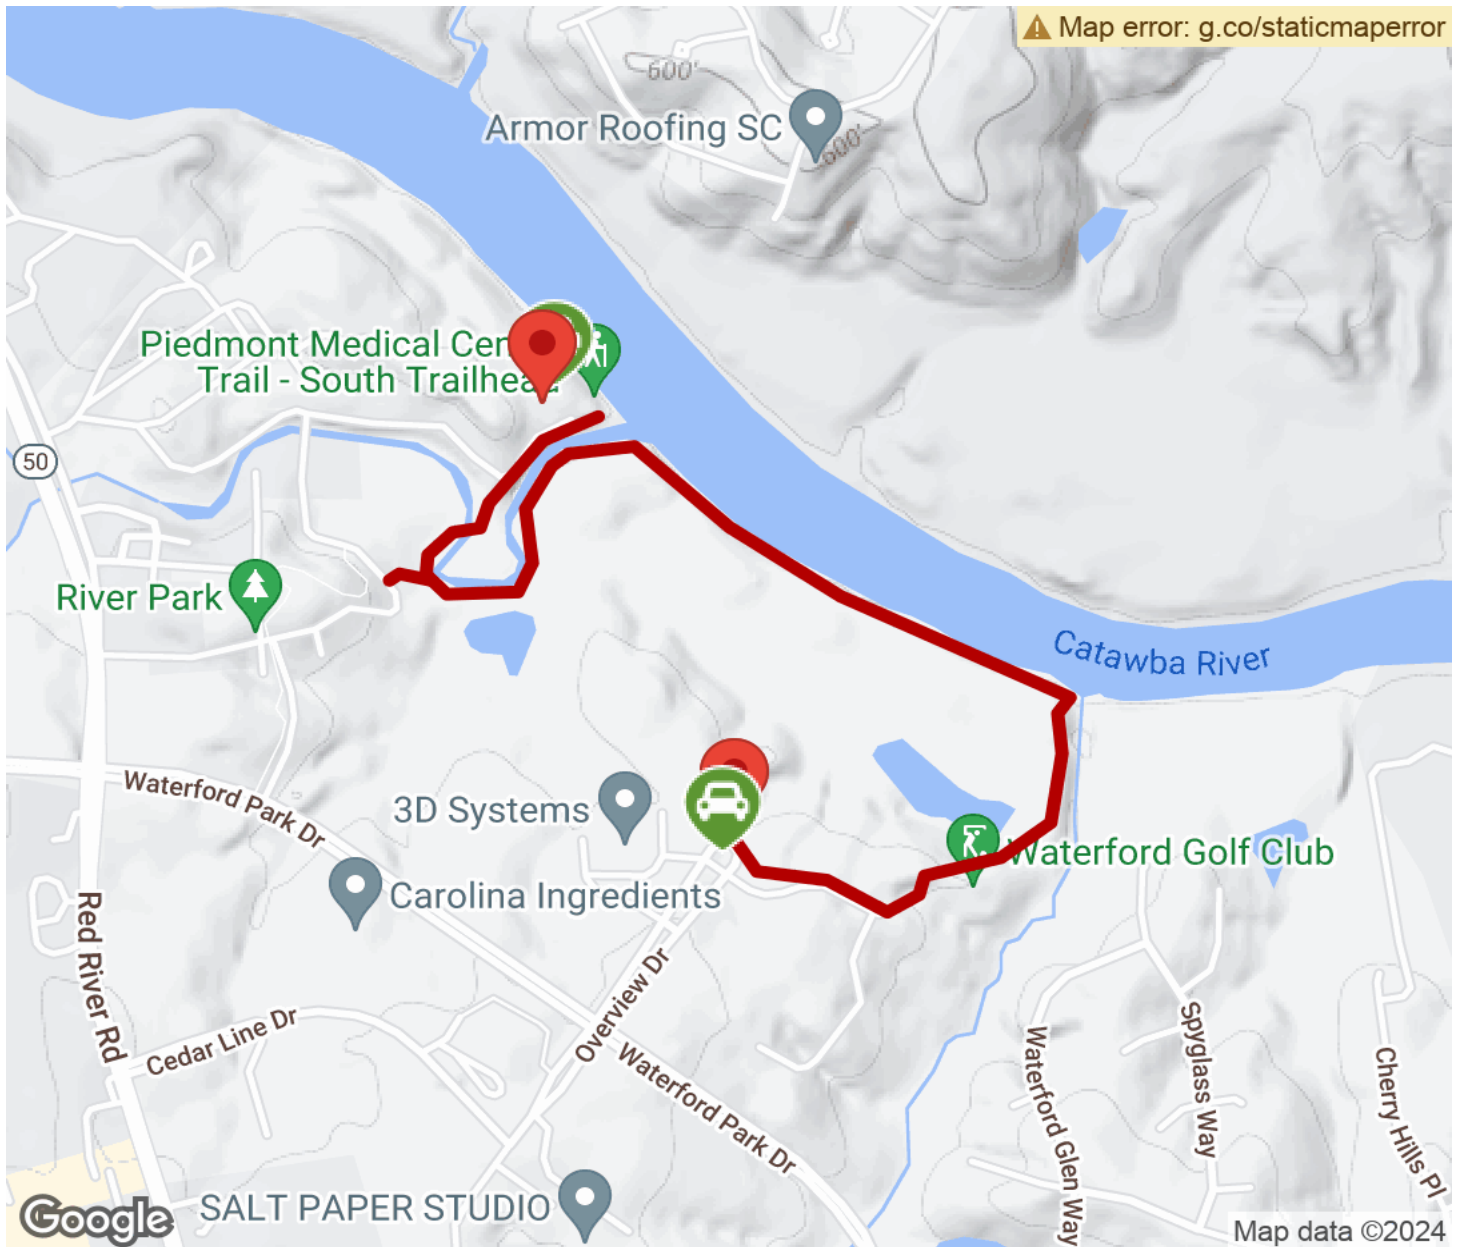 Map error: g.co/staticmaperror
600'
Armor Roofing SC
600'
Piedmont Medical Cen
Trail - South Trailhead
50
River Park
Catawba River
Waterford Park Dr
3D Systems
Waterford Golf Club
Carolina Ingredients
Red River Rd
Overview Dr
Cedar Line Dr
Waterford Park Dr
Waterford Glen Way
Spyglass Way
Cherry Hills Pl
SALT PAPER STUDIO
Google
Map data ©2024